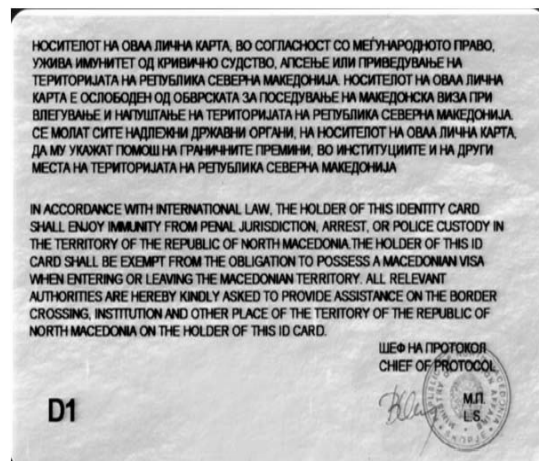 НОСИТЕЛОТ НА ОВАА ЛИЧНА КАРТА, ВО СОГЛАСНОСТ СО МЕЃУНАРОДНОТО ПРАВО,
УЖИВА ИМУНИТЕТ ОД КРИВИЧНО СУДСТВО, АПСЕЊЕ ИЛИ ПРИВЕДУВАЊЕ НА
ТЕРИТОРИЈАТА НА РЕПУБЛИКА СЕВЕРНА МАКЕДОНИЈА. НОСИТЕЛОТ НА ОВАА ЛИЧНА
КАРТА Е ОСЛОБОДЕН ОД ОБВРСКАТА ЗА ПОСЕДУВАЊЕ НА МАКЕДОНСКА ВИЗА ПРИ
ВЛЕГУВАЊЕ И НАПУШТАЊЕ НА ТЕРИТОРИЈАТА НА РЕПУБЛИКА СЕВЕРНА МАКЕДОНИЈА.
СЕ МОЛАТ СИТЕ НАДЛЕЖНИ ДРЖАВНИ ОРГАНИ, НА НОСИТЕЛОТ НА ОВАА ЛИЧНА КАРТА,
ДА МУ УКАЖАТ ПОМОШ НА ГРАНИЧНИТЕ ПРЕМИНИ, ВО ИНСТИТУЦИИТЕ И НА ДРУГИ
МЕСТА НА ТЕРИТОРИЈАТА НА РЕПУБЛИКА СЕВЕРНА МАКЕДОНИЈА
IN ACCORDANCE WITH INTERNATIONAL LAW, THE HOLDER OF THIS IDENTITY CARD
SHALL ENJOY IMMUNITY FROM PENAL JURISDICTION, ARREST, OR POLICE CUSTODY IN
THE TERRITORY OF THE REPUBLIC OF NORTH MACEDONIA.THE HOLDER OF THIS ID
CARD SHALL BE EXEMPT FROM THE OBLIGATION TO POSSESS A MACEDONIAN VISA
WHEN ENTERING OR LEAVING THE MACEDONIAN TERRITORY. ALL RELEVANT
AUTHORITIES ARE HEREBY KINDLY ASKED TO PROVIDE ASSISTANCE ON THE BORDER
CROSSING, INSTITUTION AND OTHER PLACE OF THE TERITORY OF THE REPUBLIC OF
NORTH MACEDONIA ON THE HOLDER OF THIS ID CARD.
ШЕФ НА ПРОТОКОЛ
CHIEF OF PROTOCOL
М.П.
L.S.
D1